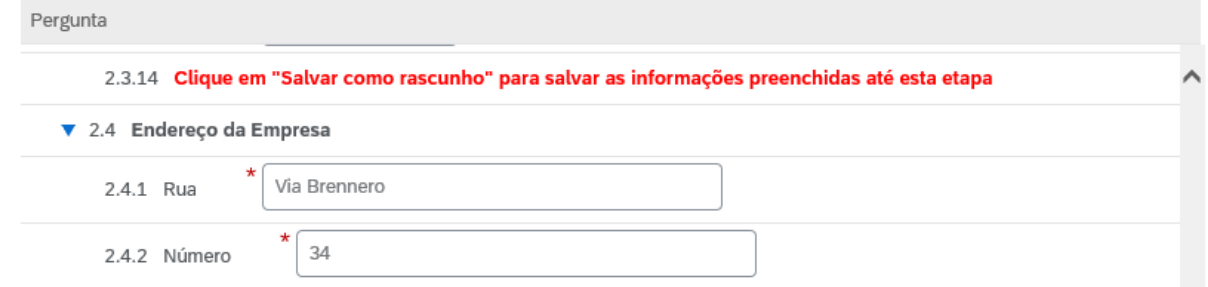 Pergunta
2.3.14 Clique em "Salvar como rascunho" para salvar as informações preenchidas até esta etapa
2.4 Endereço da Empresa
2.4.1 Rua * Via Brennero
2.4.2 Número * 34